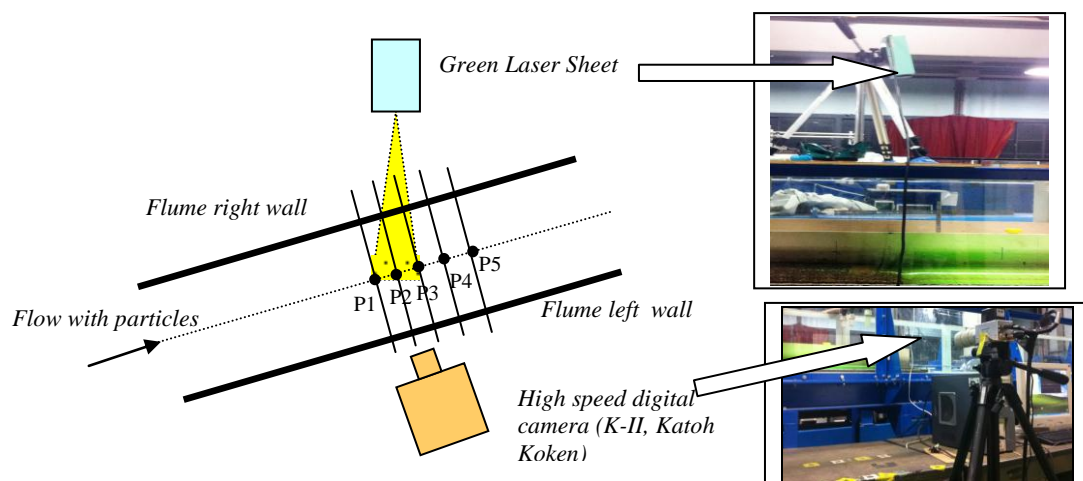 Green Laser Sheet
Flume right wall
P1
P2
P3
P4
P5
Flow with particles
Flume left wall
High speed digital
camera (K-II, Katoh
Koken)